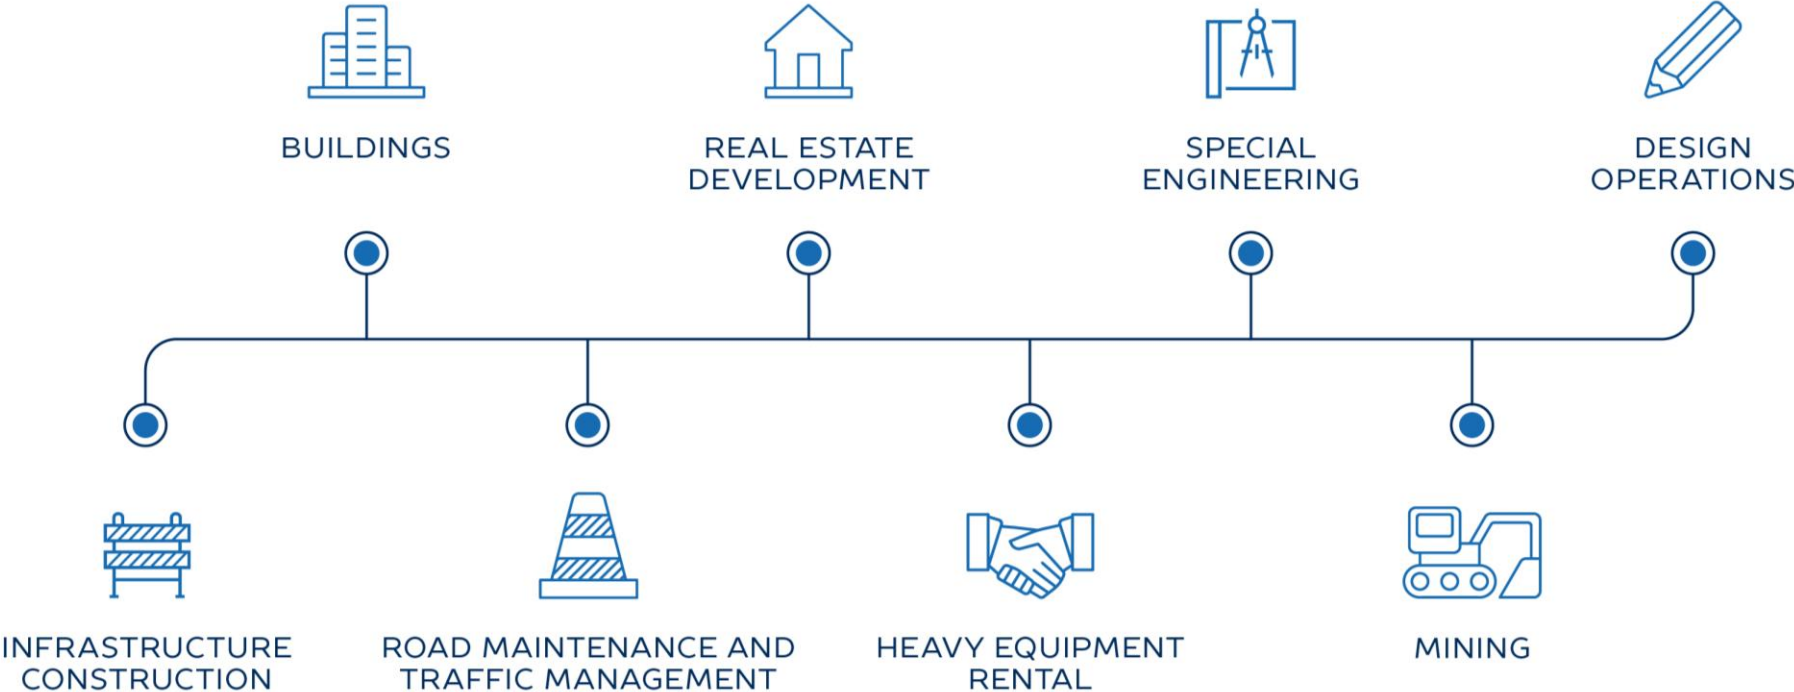 BUILDINGS
REAL ESTATE
DEVELOPMENT
SPECIAL
ENGINEERING
DESIGN
OPERATIONS
INFRASTRUCTURE
CONSTRUCTION
ROAD MAINTENANCE AND
TRAFFIC MANAGEMENT
HEAVY EQUIPMENT
RENTAL
MINING